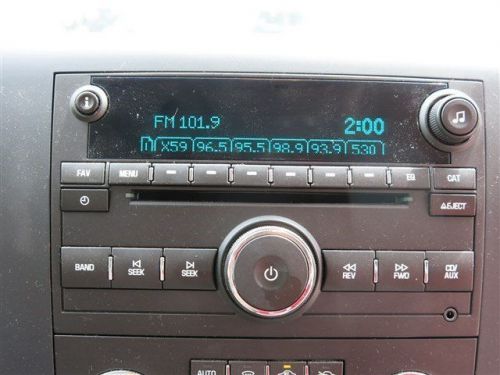 FM 101.9 2:00
X59 96.5 95.5 98.9 93.9 530
FAV MENU EQ CAT
EJECT
BAND SEEK SEEK REV FWD CD/
AUX
AUTO